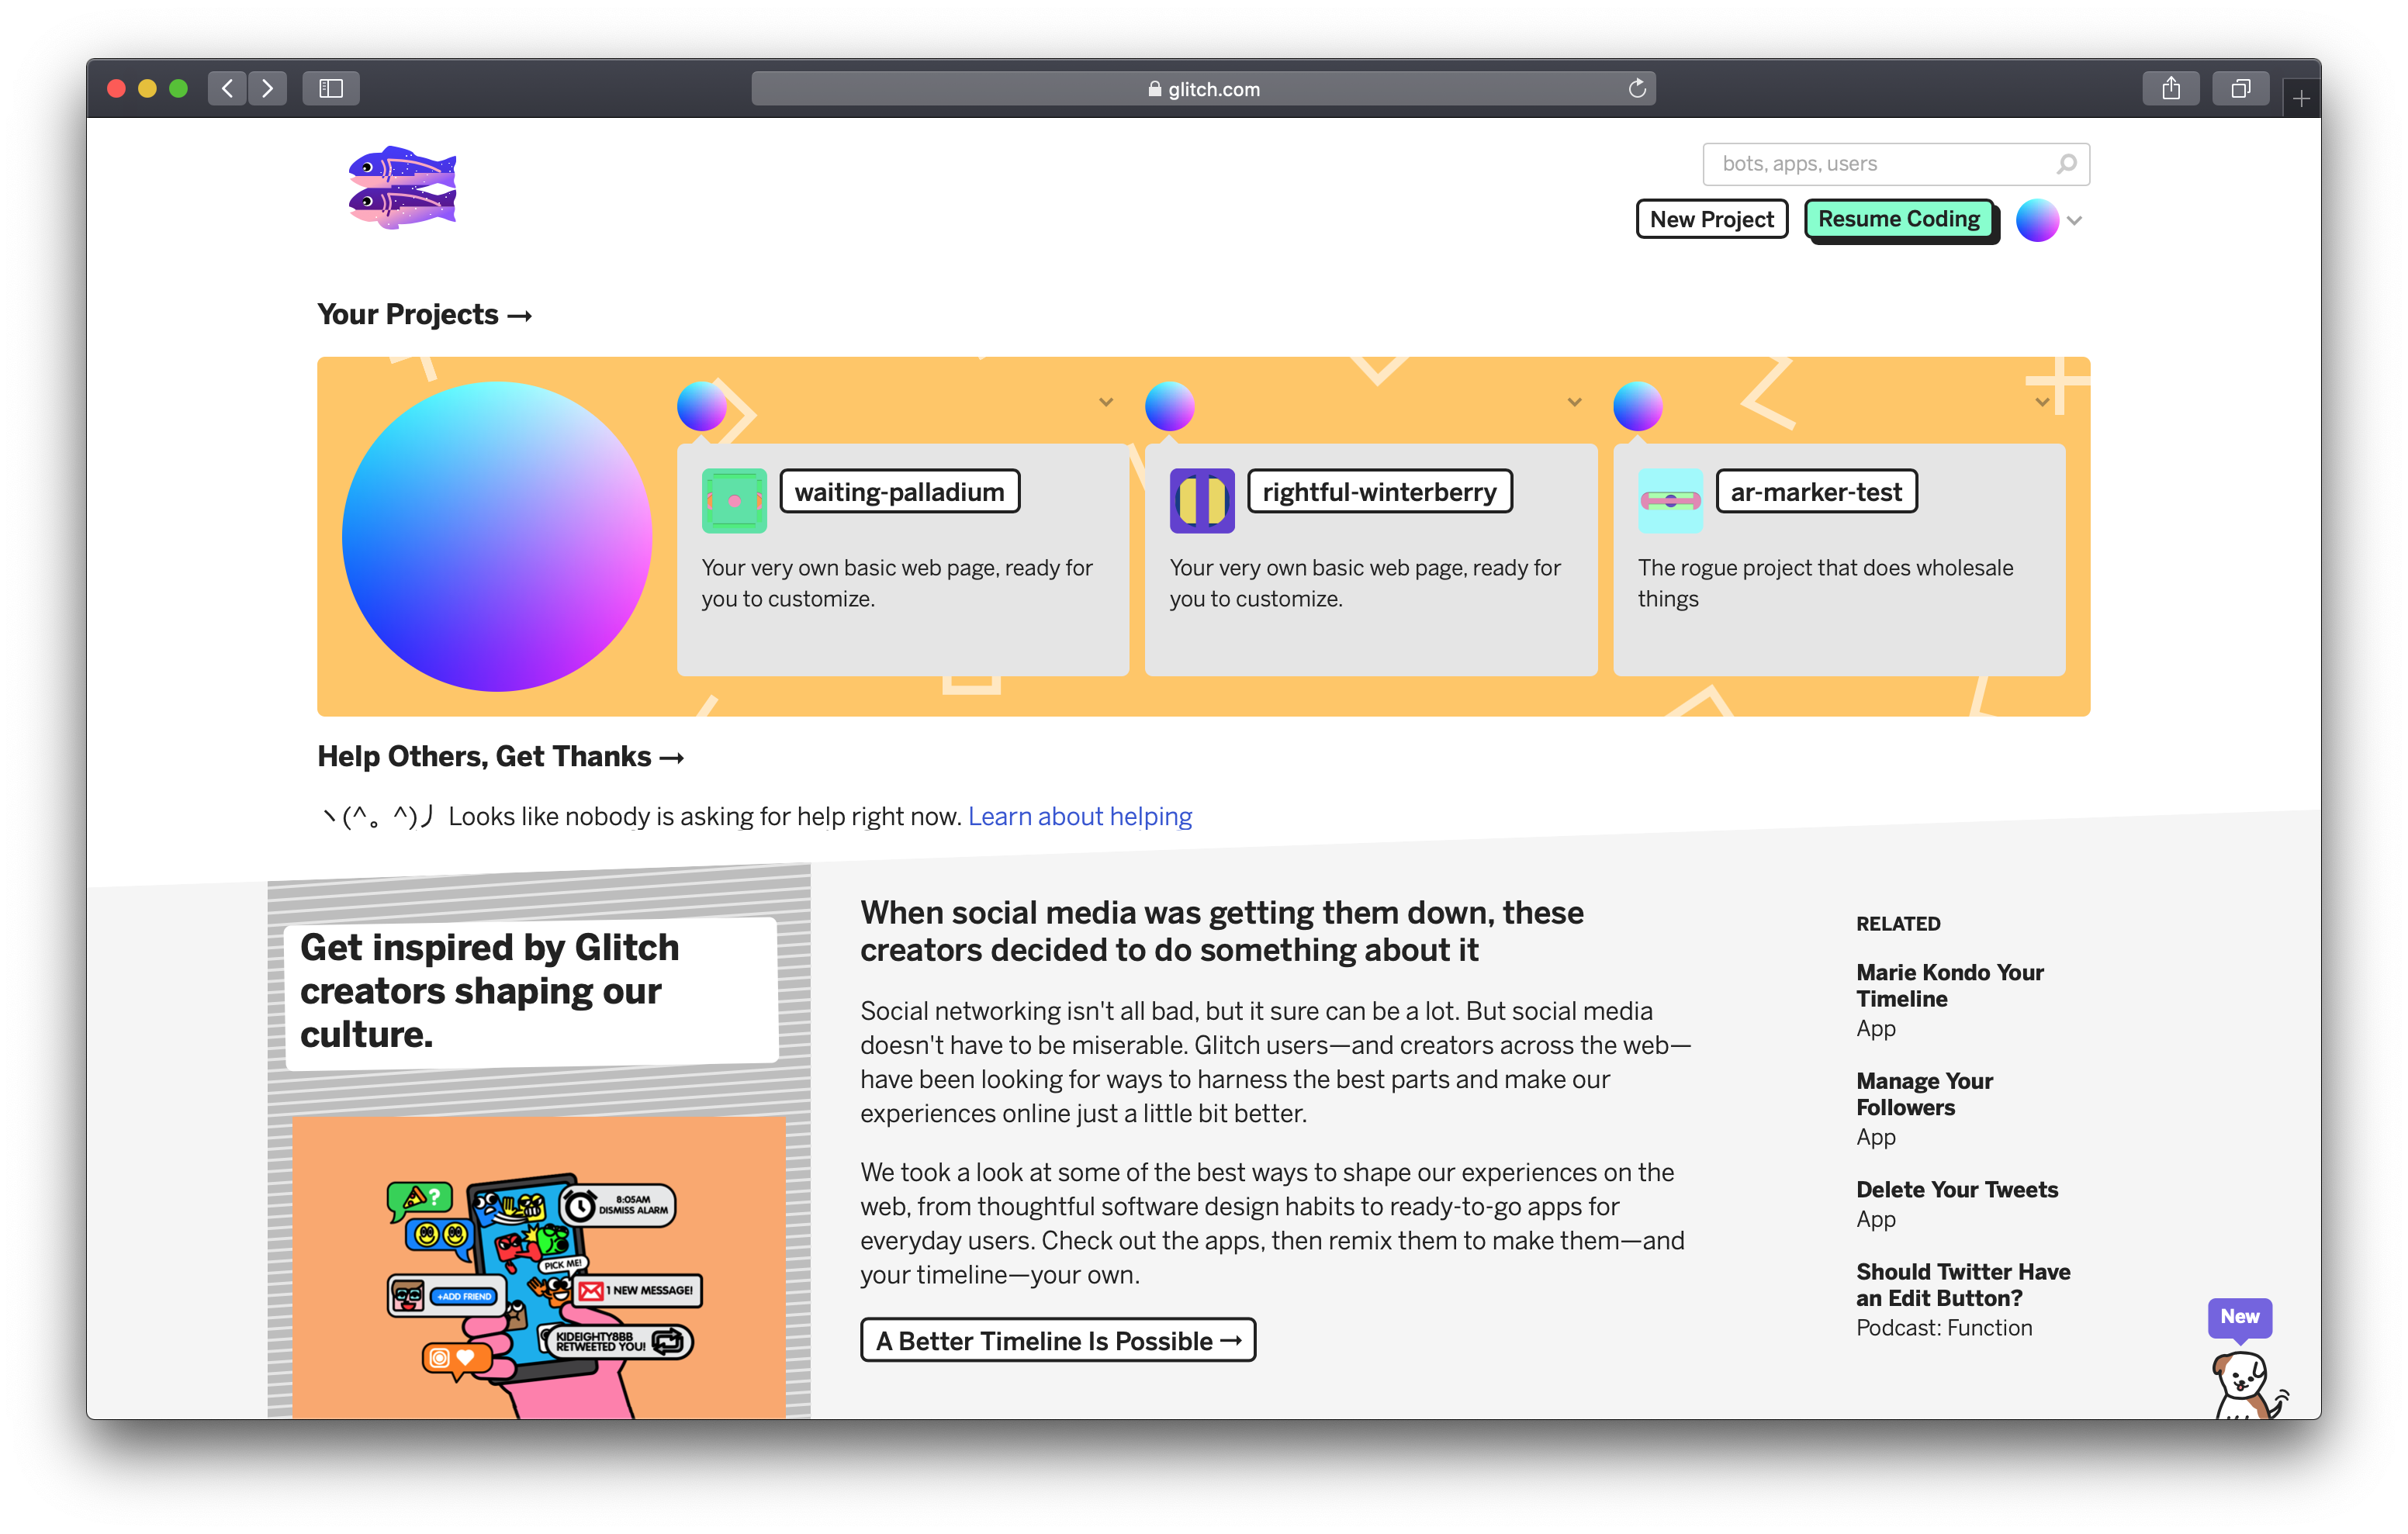 glitch.com
bots, apps, users
New Project
Resume Coding
Your Projects →
waiting-palladium
Your very own basic web page, ready for
you to customize.
rightful-winterberry
Your very own basic web page, ready for
you to customize.
ar-marker-test
The rogue project that does wholesale
things
Help Others, Get Thanks →
ヽ(^。^)丿 Looks like nobody is asking for help right now. Learn about helping
Get inspired by Glitch
creators shaping our
culture.
?
8:05AM
DISMISS ALARM
PICK ME!
+ADD FRIEND
1 NEW MESSAGE!
KIDEIGHTY8BB
RETWEETED YOU!
When social media was getting them down, these
creators decided to do something about it
Social networking isn't all bad, but it sure can be a lot. But social media
doesn't have to be miserable. Glitch users—and creators across the web—
have been looking for ways to harness the best parts and make our
experiences online just a little bit better.
We took a look at some of the best ways to shape our experiences on the
web, from thoughtful software design habits to ready-to-go apps for
everyday users. Check out the apps, then remix them to make them—and
your timeline—your own.
A Better Timeline Is Possible →
RELATED
Marie Kondo Your
Timeline
App
Manage Your
Followers
App
Delete Your Tweets
App
Should Twitter Have
an Edit Button?
Podcast: Function
New